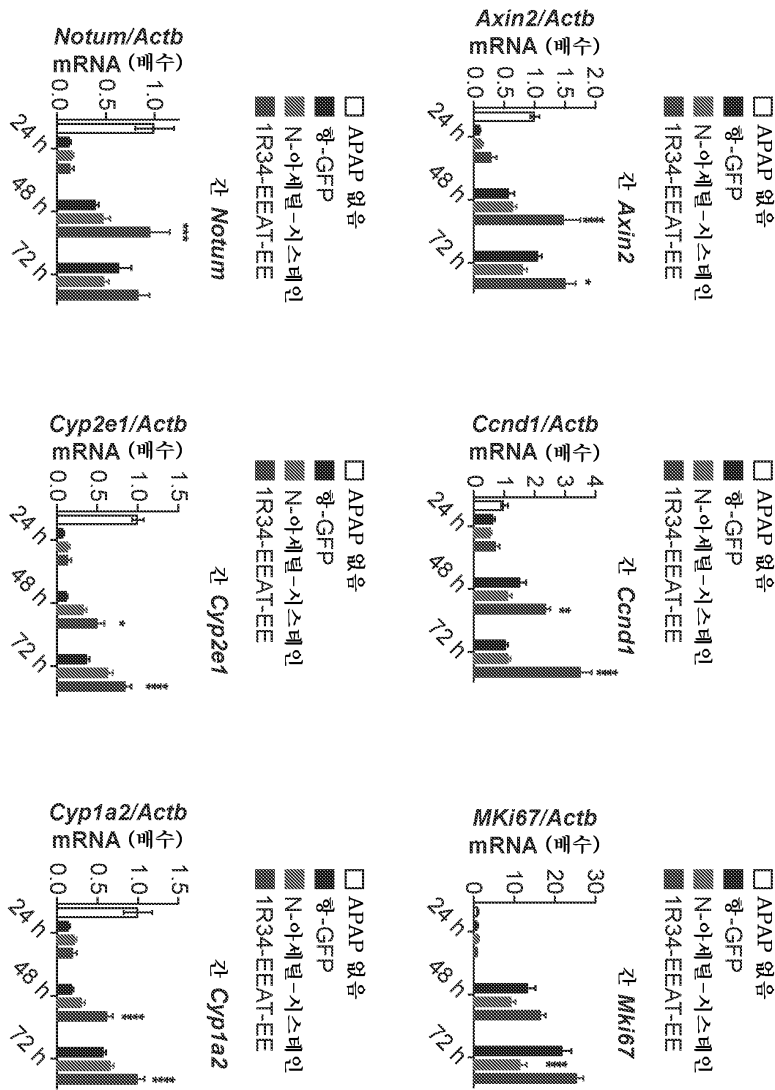 □ APAP 없음
■ 항-GFP
▨ N-아세틸-시스테인
■ 1R34-EEAT-EE
간 Axin2
Axin2/Actb
mRNA (배수)
2.0
1.5
1.0
0.5
0.0
****
*
24 h 48 h 72 h
□ APAP 없음
■ 항-GFP
▨ N-아세틸-시스테인
■ 1R34-EEAT-EE
간 Ccnd1
Ccnd1/Actb
mRNA (배수)
4
3
2
1
0
**
****
24 h 48 h 72 h
□ APAP 없음
■ 항-GFP
▨ N-아세틸-시스테인
■ 1R34-EEAT-EE
간 Mki67
MKi67/Actb
mRNA (배수)
30
20
10
0
****
24 h 48 h 72 h
□ APAP 없음
■ 항-GFP
▨ N-아세틸-시스테인
■ 1R34-EEAT-EE
간 Notum
Notum/Actb
mRNA (배수)
1.0
0.5
0.0
***
24 h 48 h 72 h
□ APAP 없음
■ 항-GFP
▨ N-아세틸-시스테인
■ 1R34-EEAT-EE
간 Cyp2e1
Cyp2e1/Actb
mRNA (배수)
1.5
1.0
0.5
0.0
*
****
24 h 48 h 72 h
□ APAP 없음
■ 항-GFP
▨ N-아세틸-시스테인
■ 1R34-EEAT-EE
간 Cyp1a2
Cyp1a2/Actb
mRNA (배수)
1.5
1.0
0.5
0.0
****
****
24 h 48 h 72 h